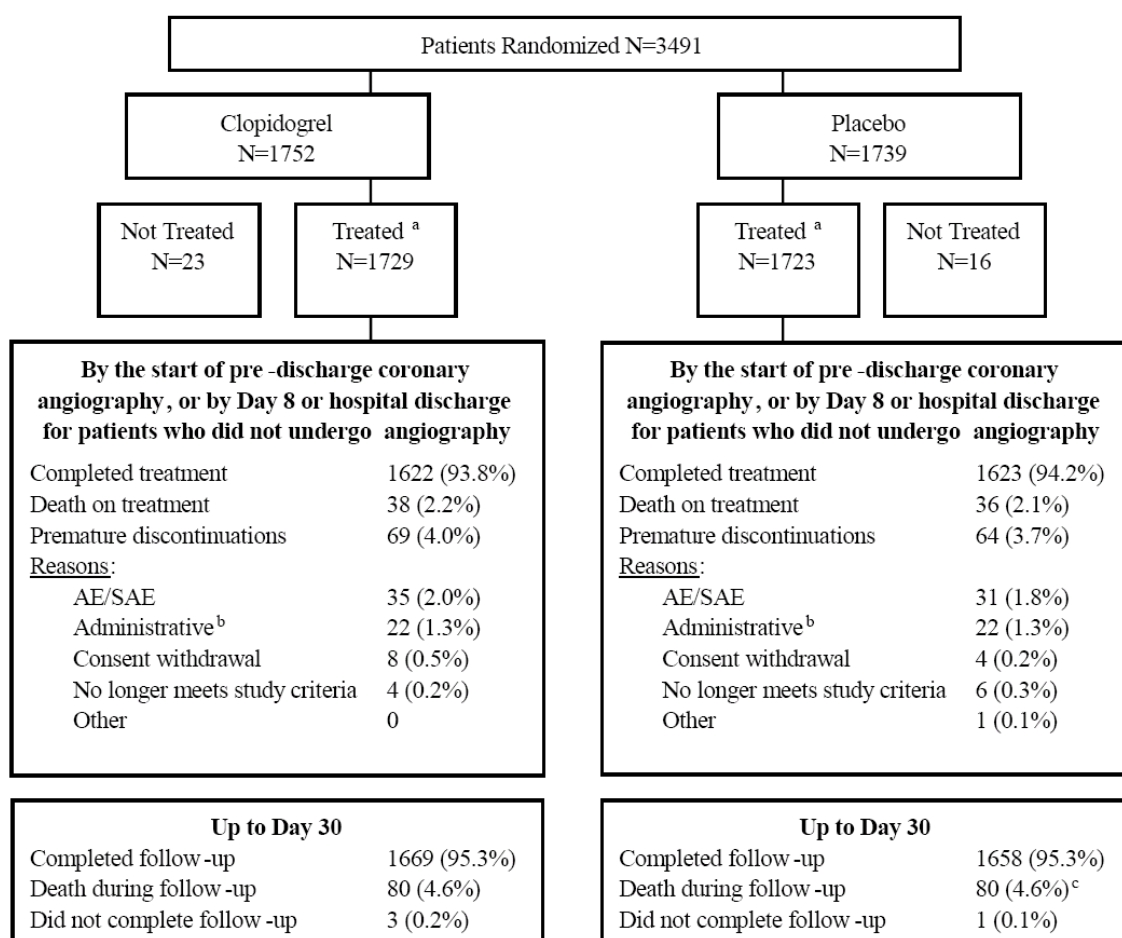 Patients Randomized N=3491
Clopidogrel
N=1752
Placebo
N=1739
Not Treated
N=23
Treated a
N=1729
Treated a
N=1723
Not Treated
N=16
By the start of pre -discharge coronary
angiography, or by Day 8 or hospital discharge
for patients who did not undergo angiography
Completed treatment 1622 (93.8%)
Death on treatment 38 (2.2%)
Premature discontinuations 69 (4.0%)
Reasons:
AE/SAE 35 (2.0%)
Administrative b 22 (1.3%)
Consent withdrawal 8 (0.5%)
No longer meets study criteria 4 (0.2%)
Other 0
By the start of pre -discharge coronary
angiography, or by Day 8 or hospital discharge
for patients who did not undergo angiography
Completed treatment 1623 (94.2%)
Death on treatment 36 (2.1%)
Premature discontinuations 64 (3.7%)
Reasons:
AE/SAE 31 (1.8%)
Administrative b 22 (1.3%)
Consent withdrawal 4 (0.2%)
No longer meets study criteria 6 (0.3%)
Other 1 (0.1%)
Up to Day 30
Completed follow -up 1669 (95.3%)
Death during follow -up 80 (4.6%)
Did not complete follow -up 3 (0.2%)
Up to Day 30
Completed follow -up 1658 (95.3%)
Death during follow -up 80 (4.6%) c
Did not complete follow -up 1 (0.1%)